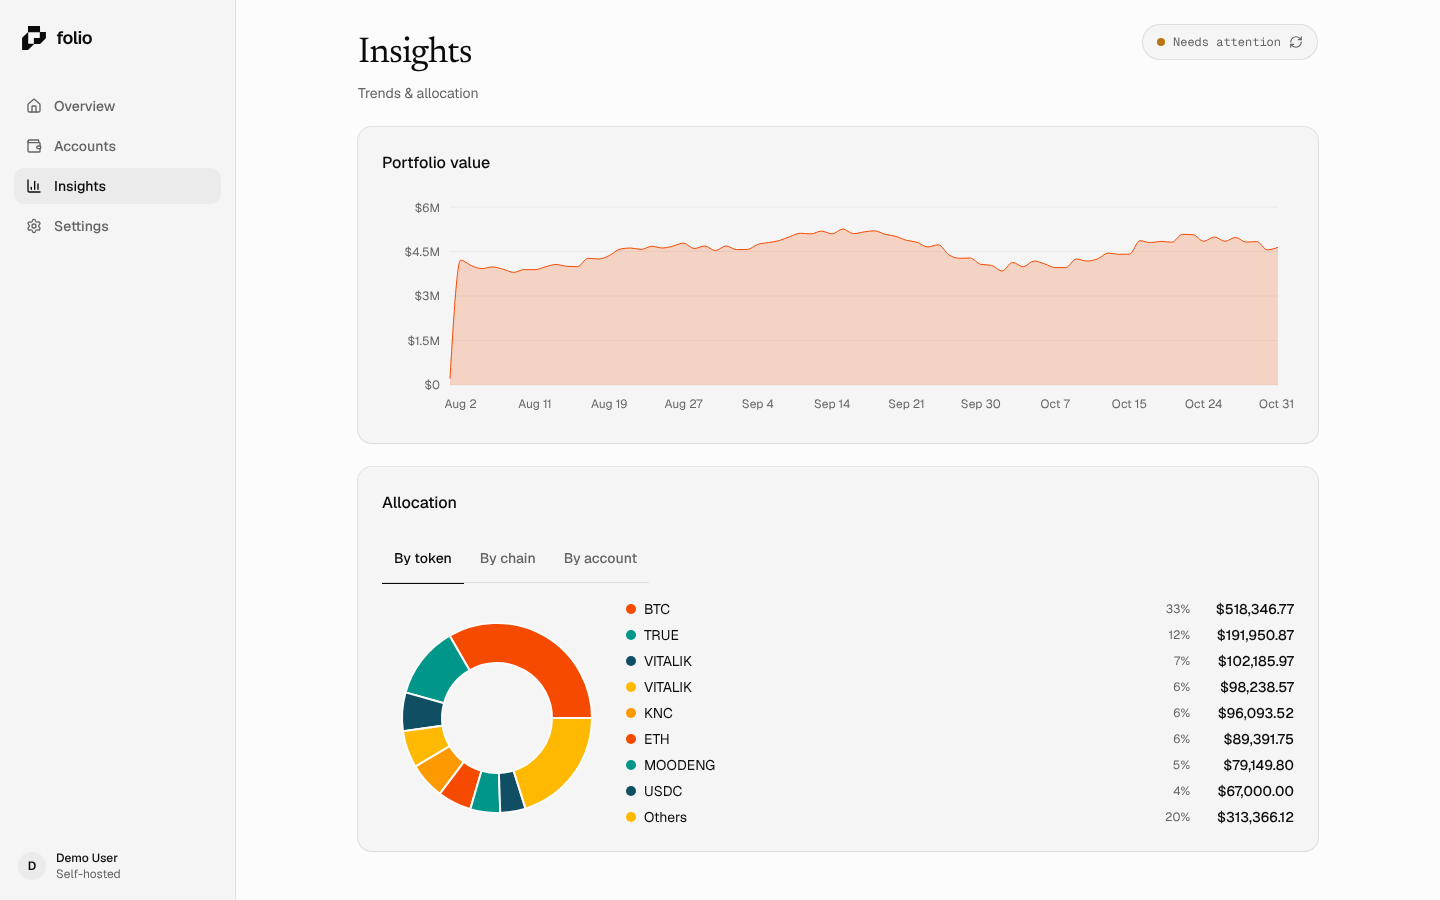 folio
Overview
Accounts
Insights
Settings
Demo User
Self-hosted
D
Insights
Trends & allocation
Needs attention
Portfolio value
$6M
$4.5M
$3M
$1.5M
$0
Aug 2 Aug 11 Aug 19 Aug 27 Sep 4 Sep 14 Sep 21 Sep 30 Oct 7 Oct 15 Oct 24 Oct 31
Allocation
By token By chain By account
BTC 33% $518,346.77
TRUE 12% $191,950.87
VITALIK 7% $102,185.97
VITALIK 6% $98,238.57
KNC 6% $96,093.52
ETH 6% $89,391.75
MOODENG 5% $79,149.80
USDC 4% $67,000.00
Others 20% $313,366.12